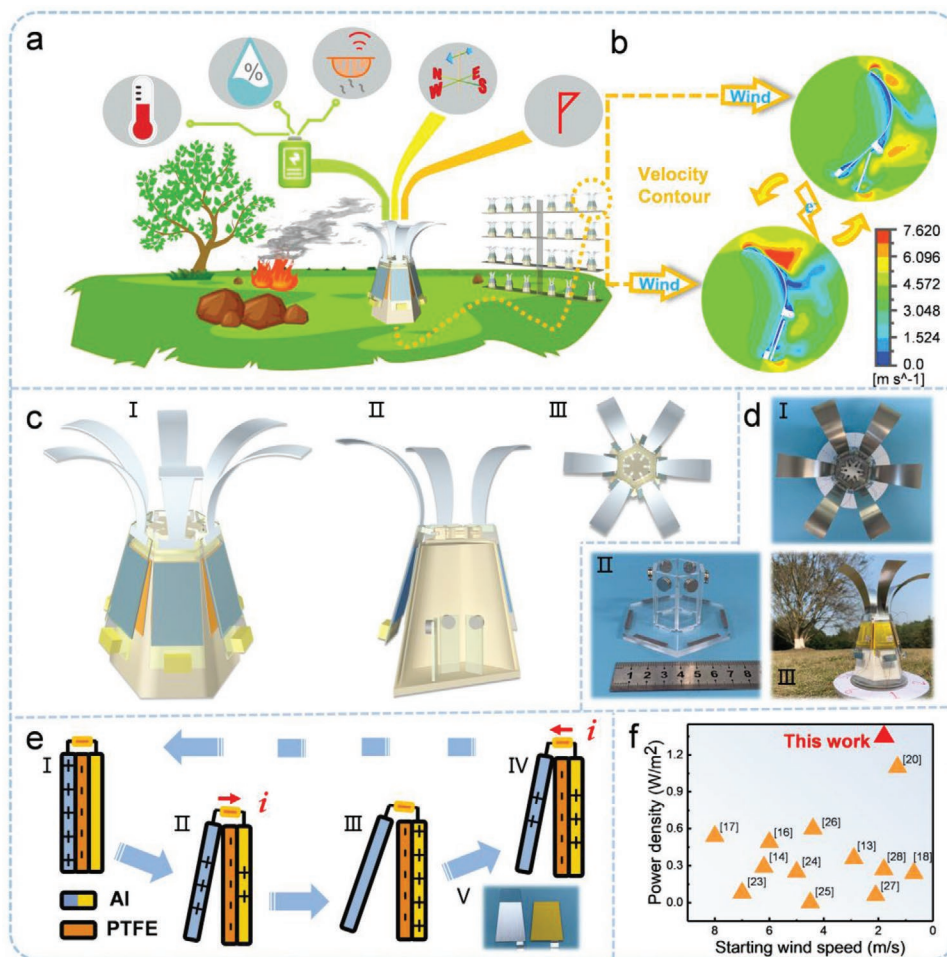 a
b
%
N
E
W
S
Wind
Velocity
Contour
e⁻
Wind
7.620
6.096
4.572
3.048
1.524
0.0
[m s^-1]
c
I
II
III
d
I
II
1 2 3 4 5 6 7 8
III
e
I
+ + + + +
- - - - -
II
i
+ + +
- - - - -
+ +
III
- - - - -
+ + + + +
IV
i
+ +
- - - - -
+ + +
V
Al
PTFE
f
This work
[20]
[17]
[16]
[26]
[13]
[14]
[24]
[28]
[18]
[23]
[25]
[27]
1.2
0.9
0.6
0.3
0.0
Power density (W/m²)
8 6 4 2 0
Starting wind speed (m/s)